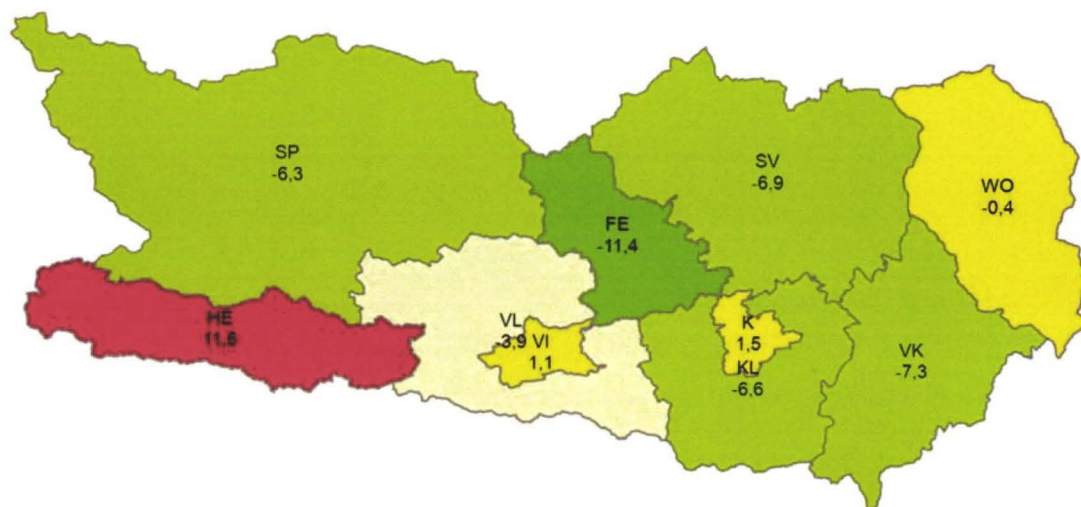 SP
-6,3
SV
-6,9
WO
-0,4
FE
-11,4
HE
11,6
VL
-3,9
VI
1,1
K
1,5
KL
-6,6
VK
-7,3